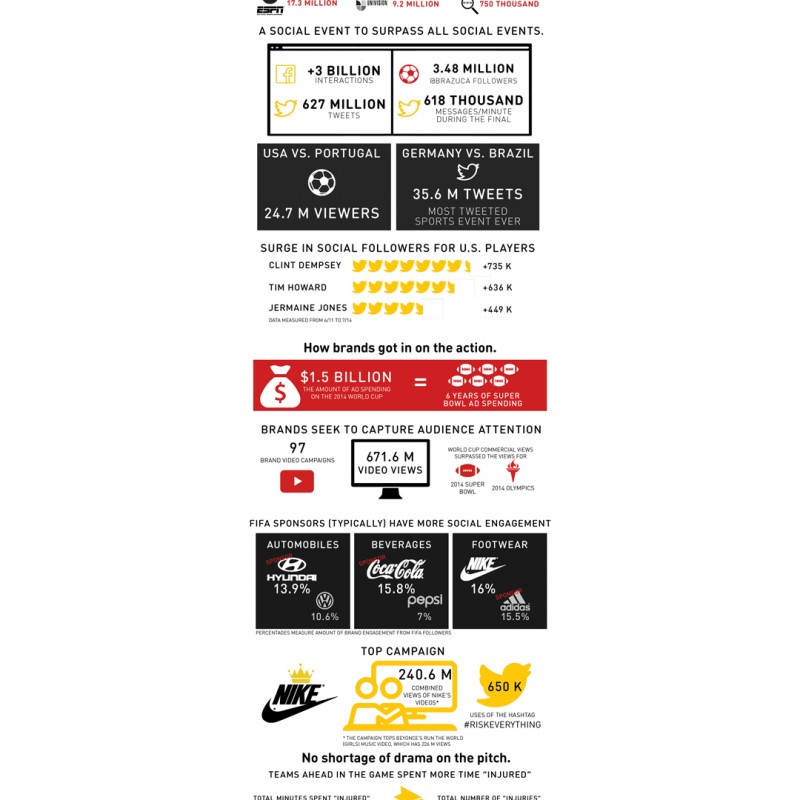 ESPN
17.3 MILLION
UNIVISION
9.2 MILLION
750 THOUSAND
A SOCIAL EVENT TO SURPASS ALL SOCIAL EVENTS.
+3 BILLION
INTERACTIONS
3.48 MILLION
@BRAZUCA FOLLOWERS
627 MILLION
TWEETS
618 THOUSAND
MESSAGES/MINUTE
DURING THE FINAL
USA VS. PORTUGAL
24.7 M VIEWERS
GERMANY VS. BRAZIL
35.6 M TWEETS
MOST TWEETED
SPORTS EVENT EVER
SURGE IN SOCIAL FOLLOWERS FOR U.S. PLAYERS
CLINT DEMPSEY
+735 K
TIM HOWARD
+636 K
JERMAINE JONES
+449 K
DATA MEASURED FROM 6/11 TO 7/14
How brands got in on the action.
$1.5 BILLION
THE AMOUNT OF AD SPENDING
ON THE 2014 WORLD CUP
=
6 YEARS OF SUPER
BOWL AD SPENDING
BRANDS SEEK TO CAPTURE AUDIENCE ATTENTION
97
BRAND VIDEO CAMPAIGNS
671.6 M
VIDEO VIEWS
WORLD CUP COMMERCIAL VIEWS
SURPASSED THE VIEWS FOR
2014 SUPER
BOWL
2014 OLYMPICS
FIFA SPONSORS (TYPICALLY) HAVE MORE SOCIAL ENGAGEMENT
AUTOMOBILES
SPONSOR
HYUNDAI
13.9%
10.6%
BEVERAGES
SPONSOR
Coca-Cola
15.8%
pepsi
7%
FOOTWEAR
NIKE
16%
SPONSOR
adidas
15.5%
PERCENTAGES MEASURE AMOUNT OF BRAND ENGAGEMENT FROM FIFA FOLLOWERS
TOP CAMPAIGN
NIKE
240.6 M
COMBINED
VIEWS OF NIKE'S
VIDEOS*
650 K
USES OF THE HASHTAG
#RISKEVERYTHING
* THE CAMPAIGN TOPS BEYONCE'S RUN THE WORLD
(GIRLS) MUSIC VIDEO, WHICH HAS 226 M VIEWS
No shortage of drama on the pitch.
TEAMS AHEAD IN THE GAME SPENT MORE TIME "INJURED"
TOTAL MINUTES SPENT "INJURED"
TOTAL NUMBER OF "INJURIES"